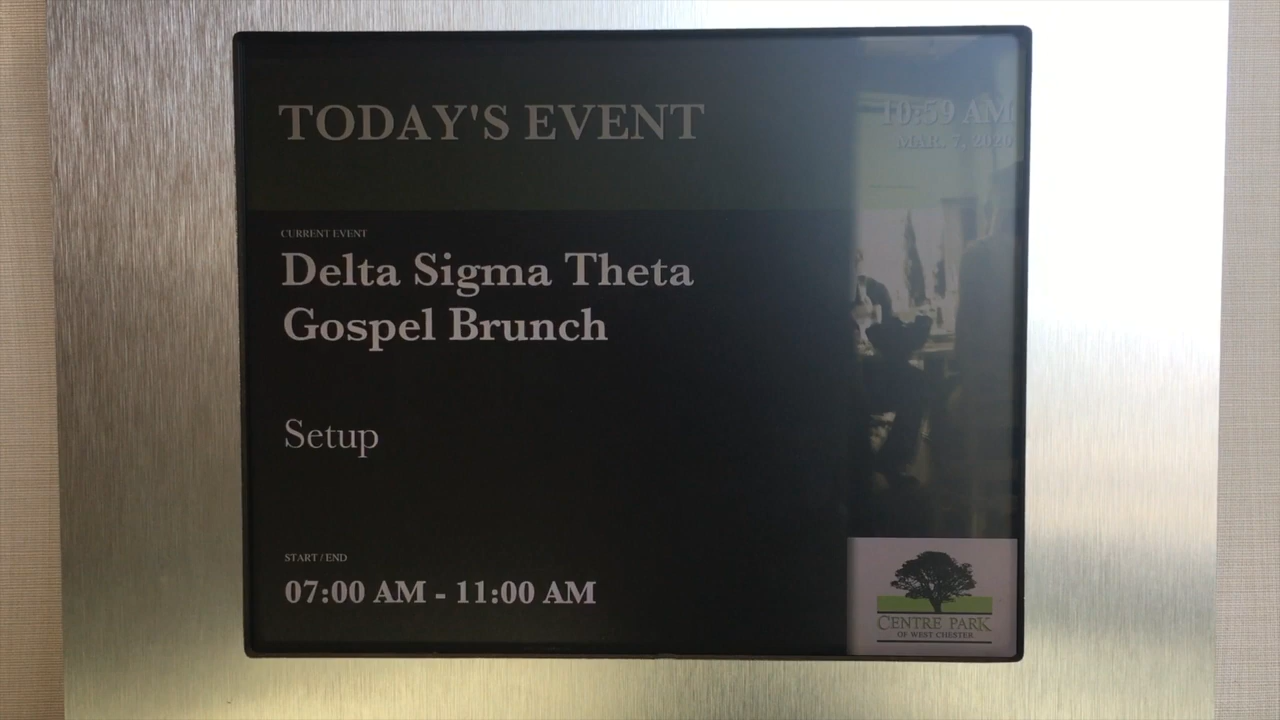 TODAY'S EVENT
10:59 AM
MAR. 7, 2020
CURRENT EVENT
Delta Sigma Theta
Gospel Brunch
Setup
START / END
07:00 AM - 11:00 AM
CENTRE PARK
OF WEST CHESTER